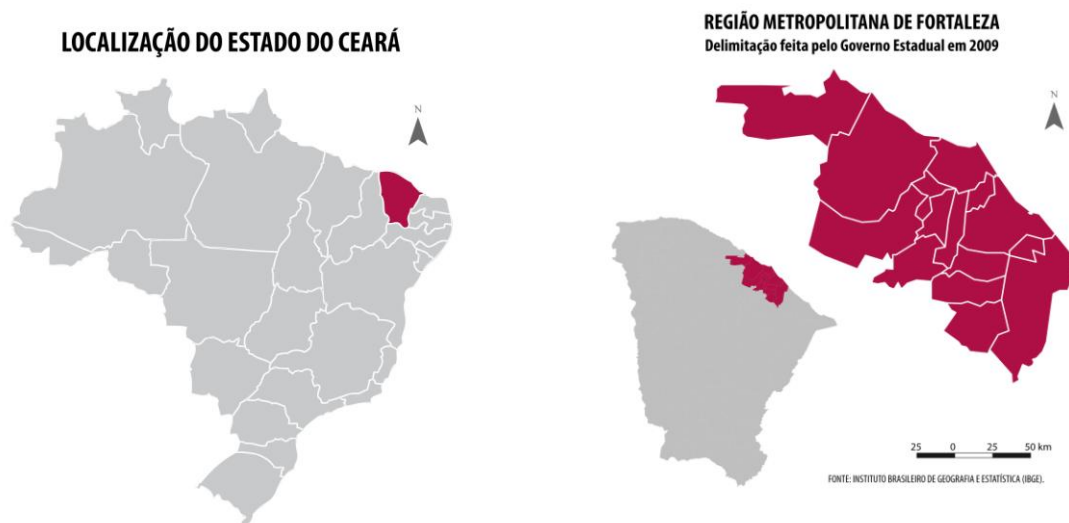 LOCALIZAÇÃO DO ESTADO DO CEARÁ
N
REGIÃO METROPOLITANA DE FORTALEZA
Delimitação feita pelo Governo Estadual em 2009
N
25 0 25 50 km
FONTE: INSTITUTO BRASILEIRO DE GEOGRAFIA E ESTATÍSTICA (IBGE).